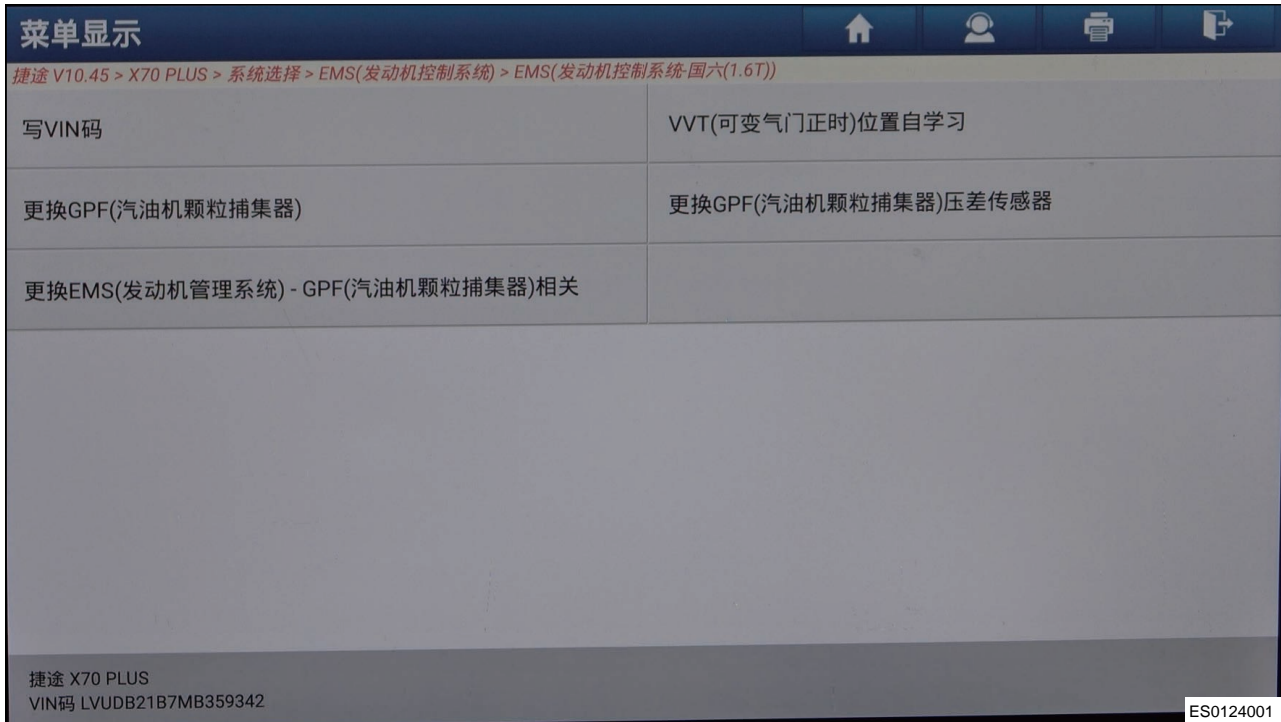 菜单显示
捷途 V10.45 > X70 PLUS > 系统选择 > EMS(发动机控制系统) > EMS(发动机控制系统-国六(1.6T))
写VIN码
VVT(可变气门正时)位置自学习
更换GPF(汽油机颗粒捕集器)
更换GPF(汽油机颗粒捕集器)压差传感器
更换EMS(发动机管理系统) - GPF(汽油机颗粒捕集器)相关
捷途 X70 PLUS
VIN码 LVUDB21B7MB359342
ES0124001